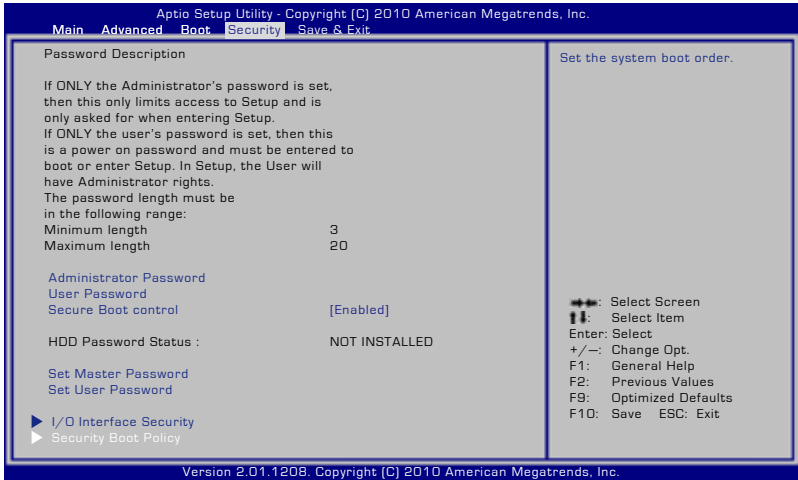 Aptio Setup Utility - Copyright (C) 2010 American Megatrends, Inc.
Main Advanced Boot Security Save & Exit
Password Description
If ONLY the Administrator's password is set,
then this only limits access to Setup and is
only asked for when entering Setup.
If ONLY the user's password is set, then this
is a power on password and must be entered to
boot or enter Setup. In Setup, the User will
have Administrator rights.
The password length must be
in the following range:
Minimum length 3
Maximum length 20
Administrator Password
User Password
Secure Boot control [Enabled]
HDD Password Status : NOT INSTALLED
Set Master Password
Set User Password
I/O Interface Security
Security Boot Policy
Set the system boot order.
→←: Select Screen
↑↓: Select Item
Enter: Select
+/—: Change Opt.
F1: General Help
F2: Previous Values
F9: Optimized Defaults
F10: Save ESC: Exit
Version 2.01.1208. Copyright (C) 2010 American Megatrends, Inc.